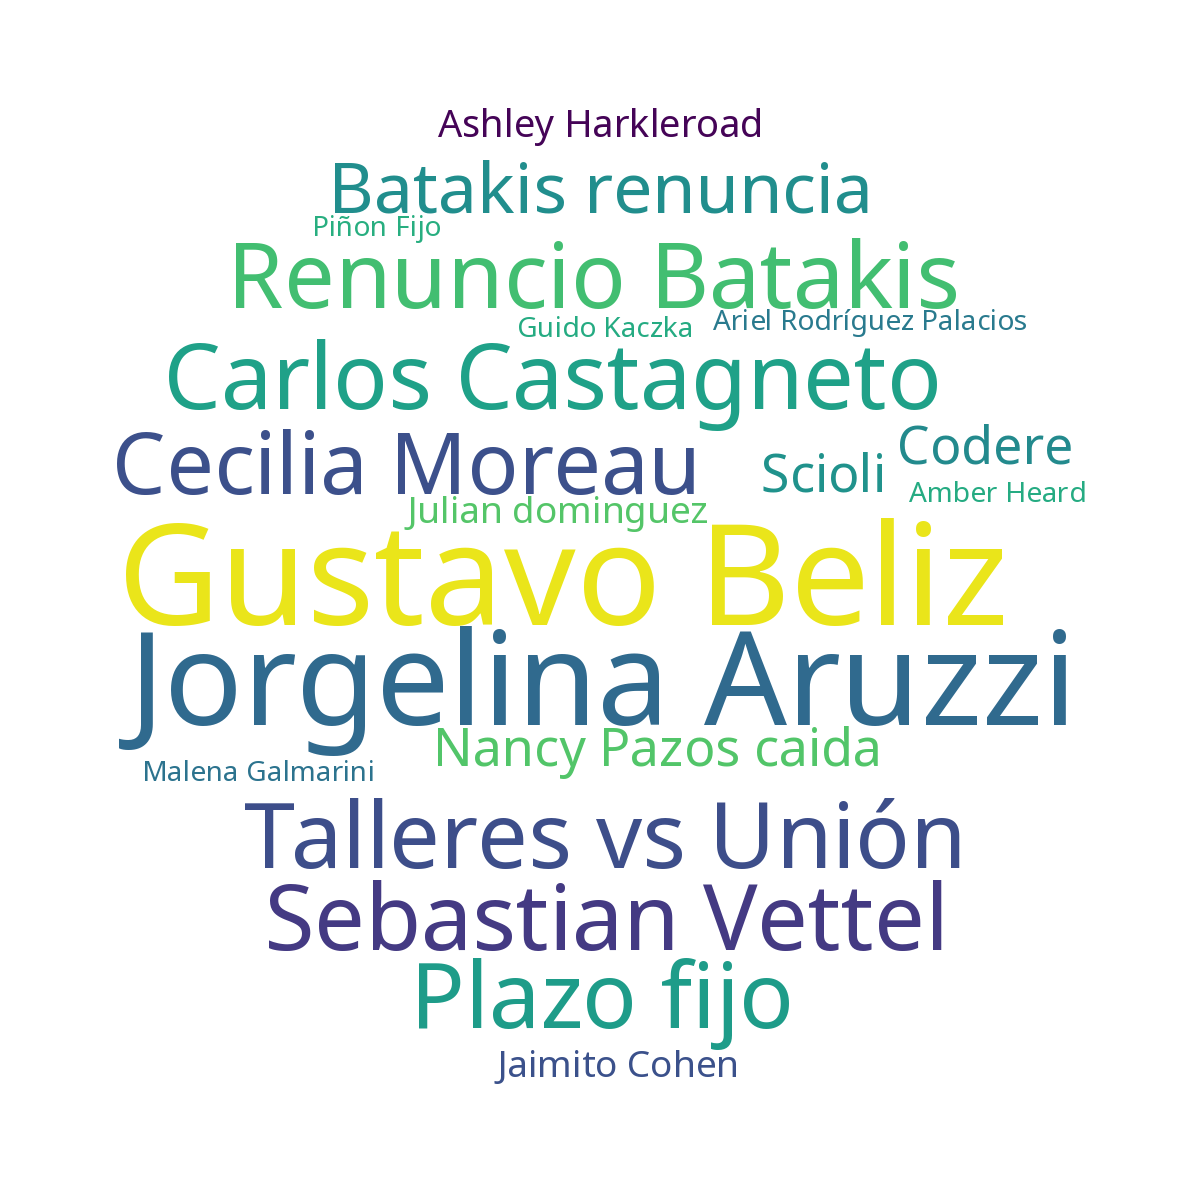 Ashley Harkleroad
Batakis renuncia
Piñon Fijo
Renuncio Batakis
Guido Kaczka
Ariel Rodríguez Palacios
Carlos Castagneto
Cecilia Moreau
Scioli
Codere
Amber Heard
Julian dominguez
Gustavo Beliz
Jorgelina Aruzzi
Nancy Pazos caida
Malena Galmarini
Talleres vs Unión
Sebastian Vettel
Plazo fijo
Jaimito Cohen